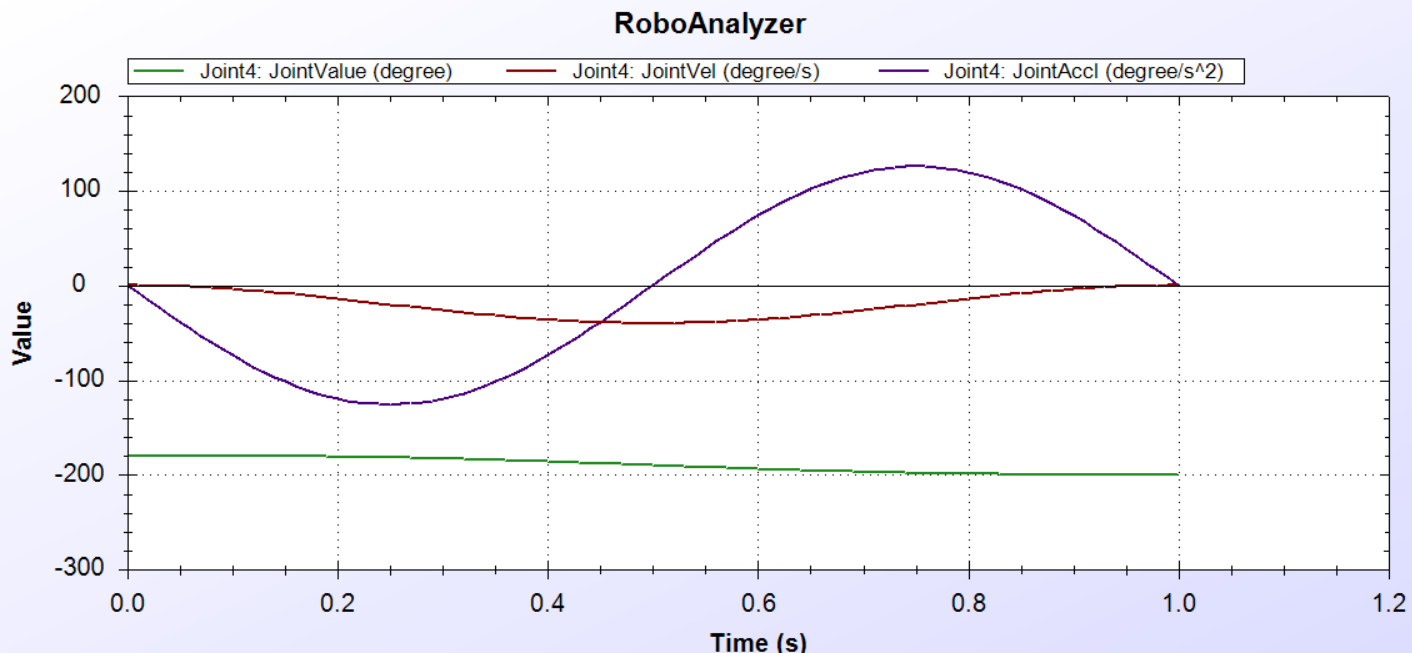 RoboAnalyzer
Joint4: JointValue (degree) Joint4: JointVel (degree/s) Joint4: JointAccl (degree/s^2)
200
100
0
-100
-200
-300
Value
0.0 0.2 0.4 0.6 0.8 1.0 1.2
Time (s)